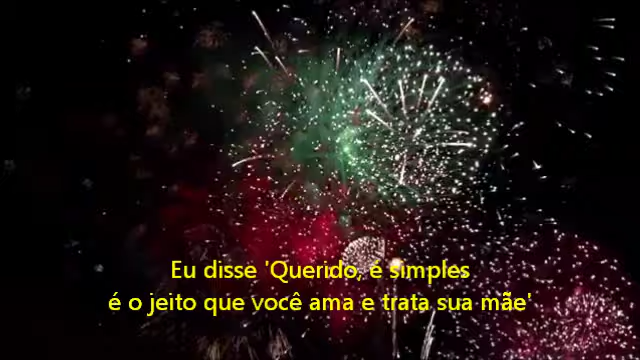 Eu disse 'Querido, é simples
é o jeito que você ama e trata sua mãe'